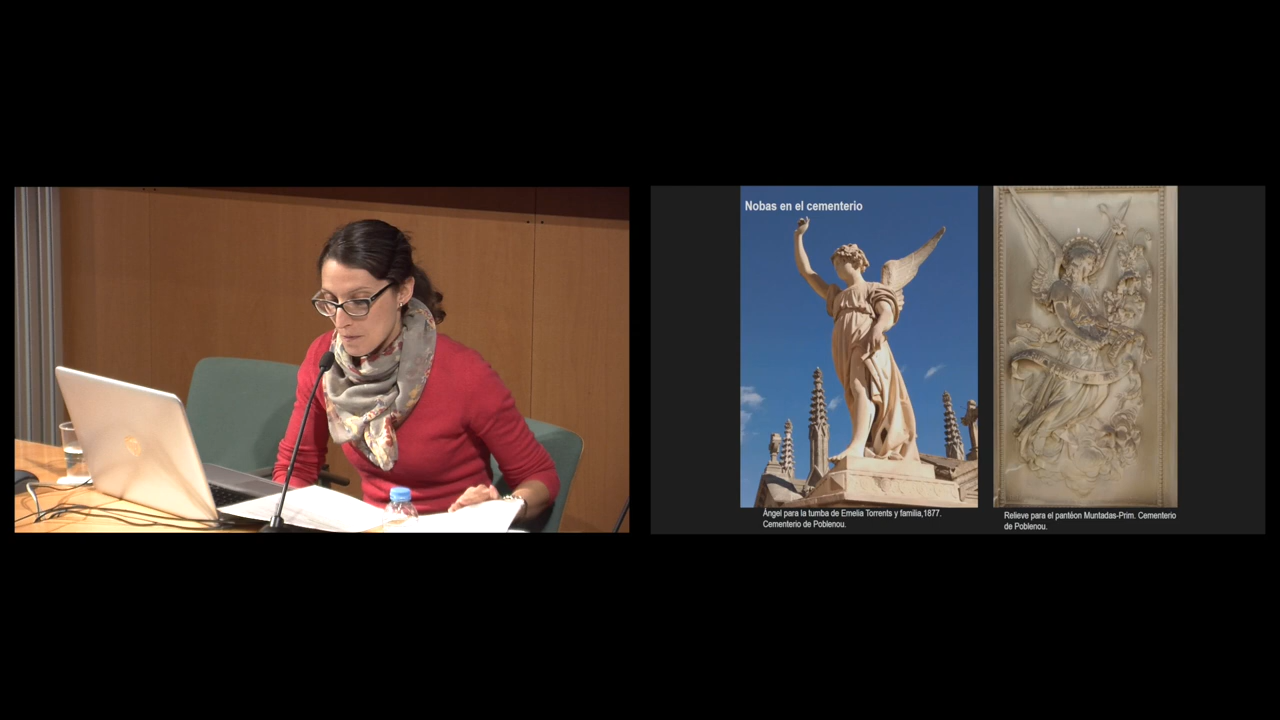 Nobas en el cementerio
Ángel para la tumba de Emelia Torrents y familia,1877.
Cementerio de Poblenou.
Relieve para el pantéon Muntadas-Prim. Cementerio
de Poblenou.